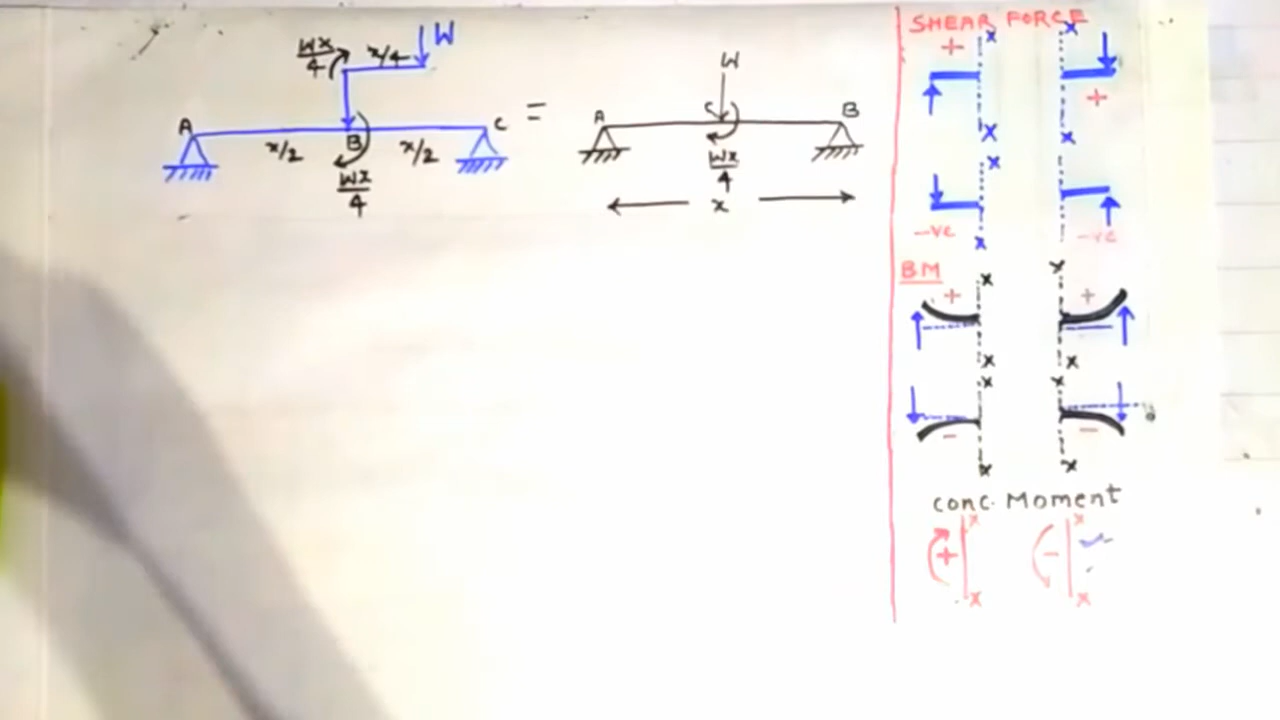 Wx/4
x/4
W
A
B
C
x/2
x/2
Wx/4
=
W
A
C
B
Wx/4
x
SHEAR FORCE
+
x
x
+
x
x
x
-ve
x
-ve
BM
x
x
+
+
x
x
x
x
-
-
x
x
conc. Moment
x
x
+
-
x
x